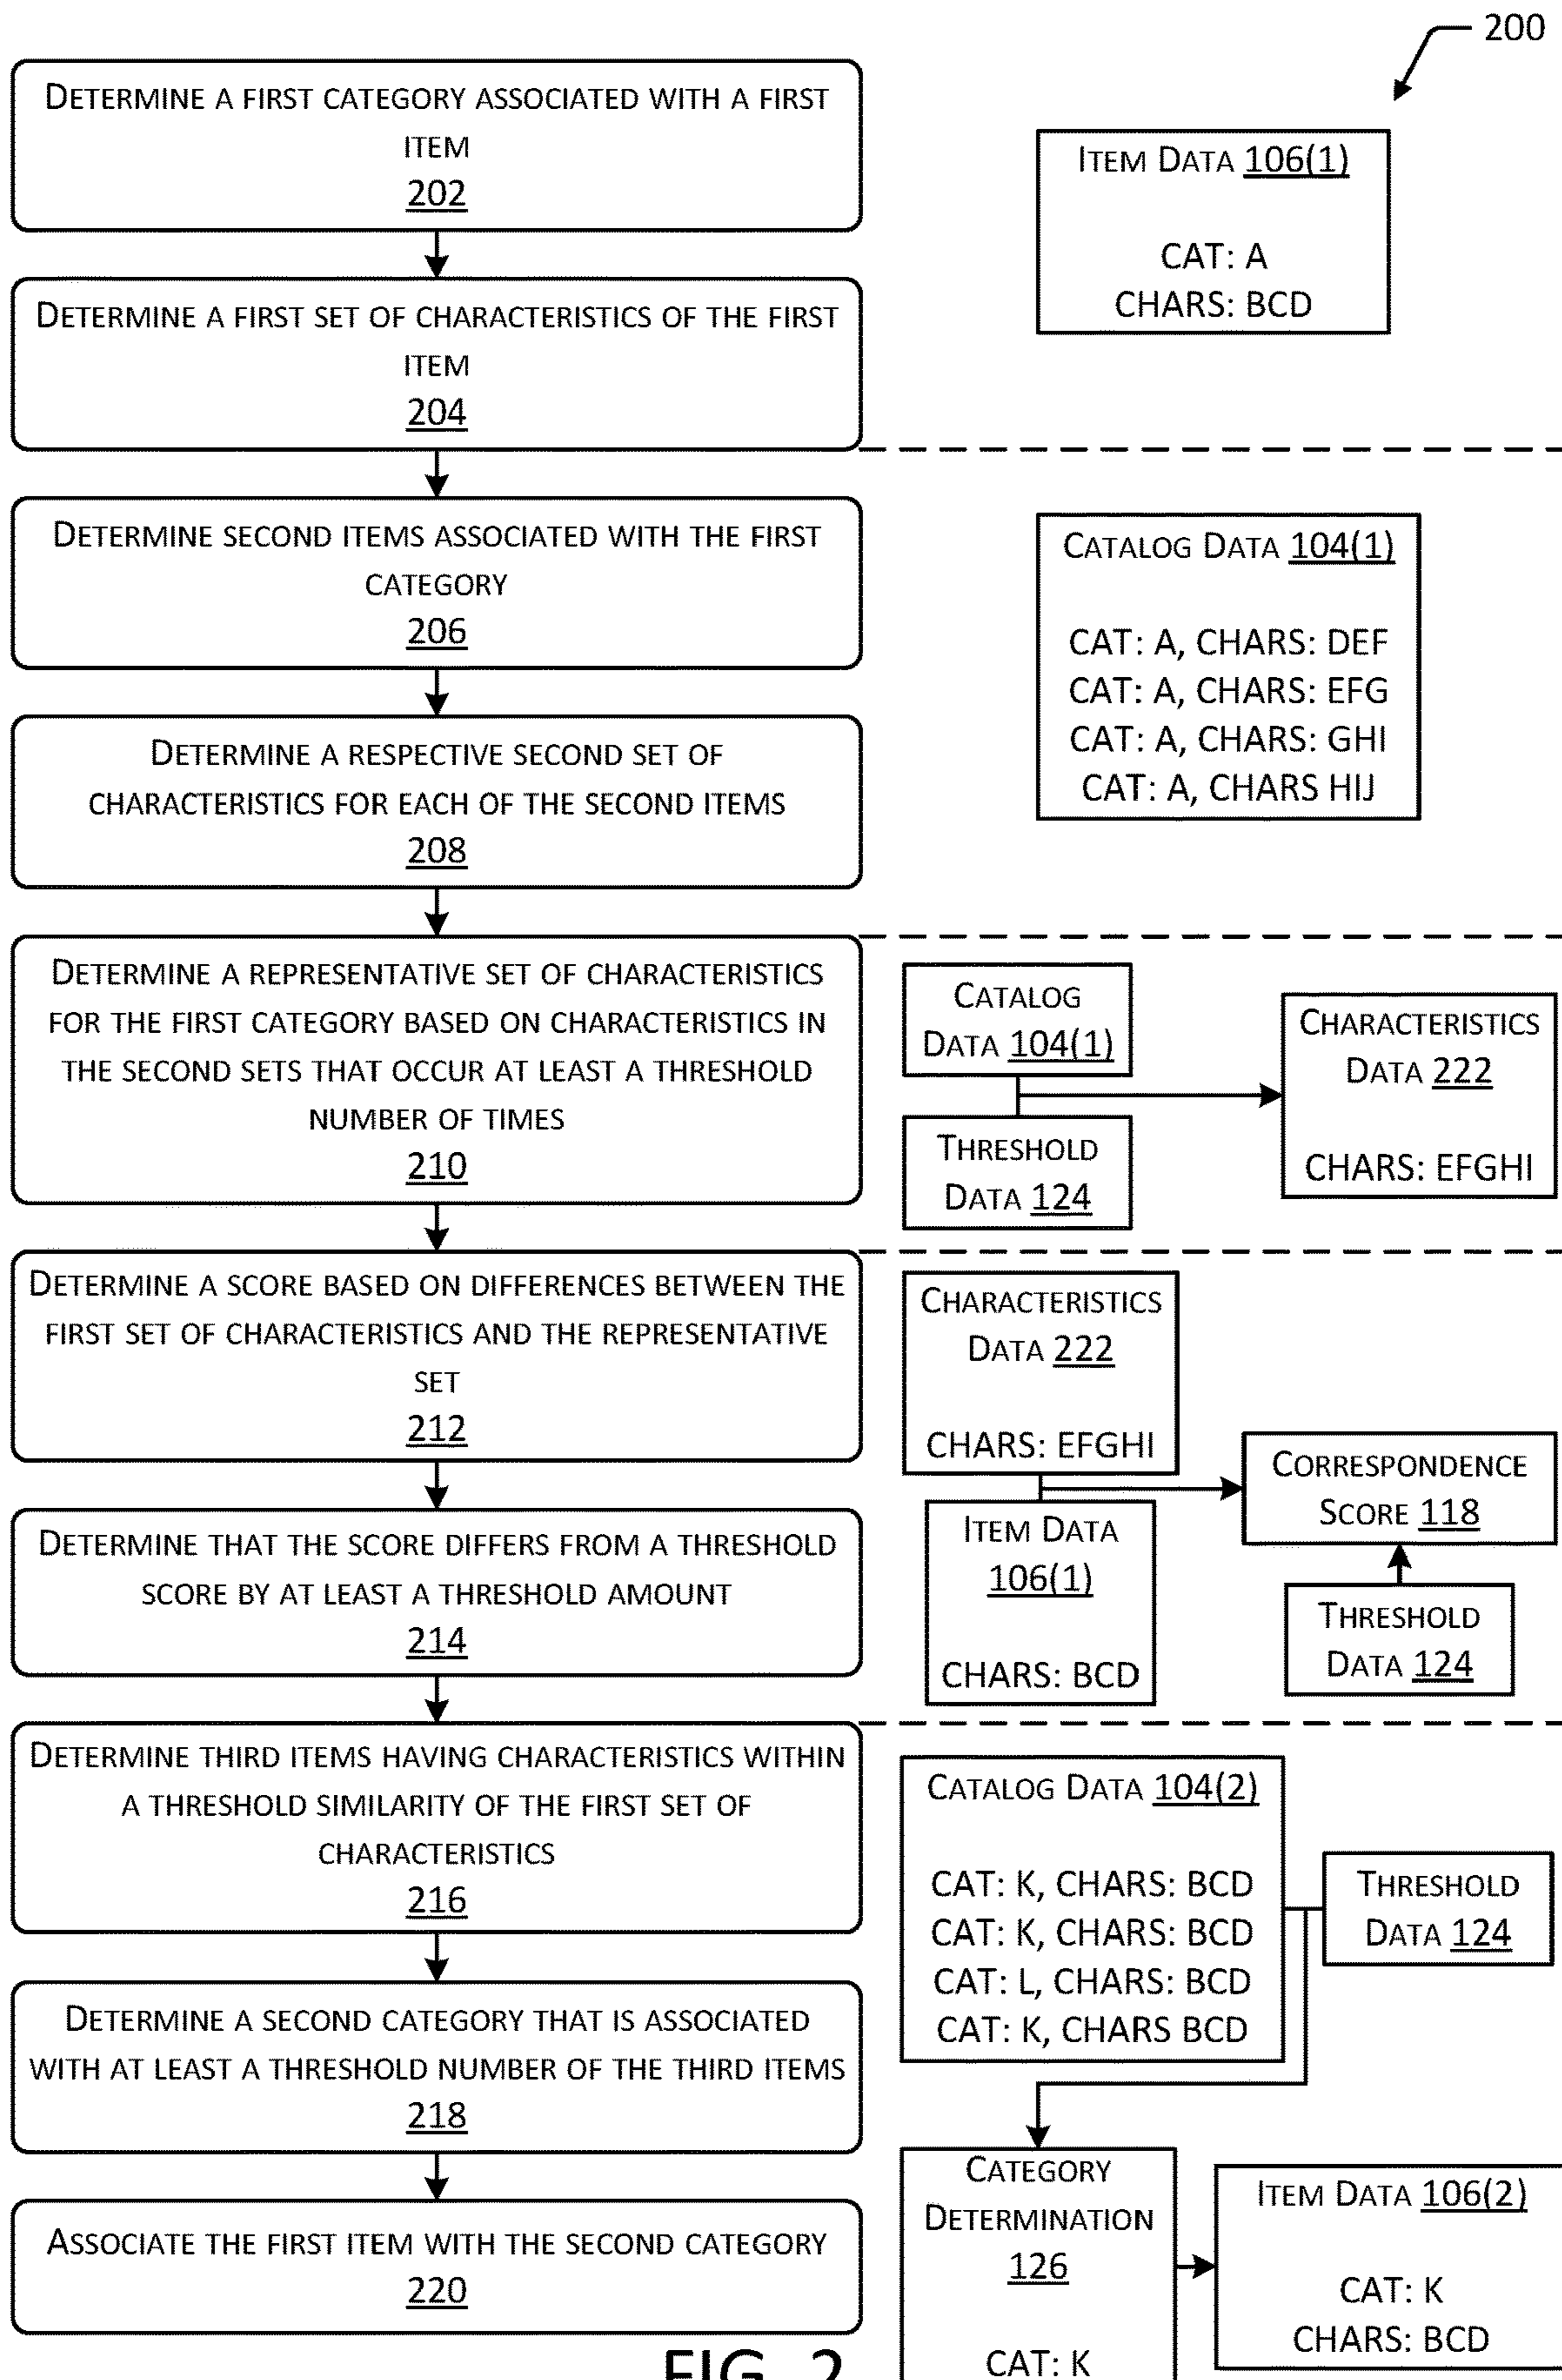 200
DETERMINE A FIRST CATEGORY ASSOCIATED WITH A FIRST
ITEM
202
DETERMINE A FIRST SET OF CHARACTERISTICS OF THE FIRST
ITEM
204
ITEM DATA 106(1)
CAT: A
CHARS: BCD
DETERMINE SECOND ITEMS ASSOCIATED WITH THE FIRST
CATEGORY
206
DETERMINE A RESPECTIVE SECOND SET OF
CHARACTERISTICS FOR EACH OF THE SECOND ITEMS
208
CATALOG DATA 104(1)
CAT: A, CHARS: DEF
CAT: A, CHARS: EFG
CAT: A, CHARS: GHI
CAT: A, CHARS HIJ
DETERMINE A REPRESENTATIVE SET OF CHARACTERISTICS
FOR THE FIRST CATEGORY BASED ON CHARACTERISTICS IN
THE SECOND SETS THAT OCCUR AT LEAST A THRESHOLD
NUMBER OF TIMES
210
CATALOG
DATA 104(1)
THRESHOLD
DATA 124
CHARACTERISTICS
DATA 222
CHARS: EFGHI
DETERMINE A SCORE BASED ON DIFFERENCES BETWEEN THE
FIRST SET OF CHARACTERISTICS AND THE REPRESENTATIVE
SET
212
DETERMINE THAT THE SCORE DIFFERS FROM A THRESHOLD
SCORE BY AT LEAST A THRESHOLD AMOUNT
214
CHARACTERISTICS
DATA 222
CHARS: EFGHI
ITEM DATA
106(1)
CHARS: BCD
CORRESPONDENCE
SCORE 118
THRESHOLD
DATA 124
DETERMINE THIRD ITEMS HAVING CHARACTERISTICS WITHIN
A THRESHOLD SIMILARITY OF THE FIRST SET OF
CHARACTERISTICS
216
DETERMINE A SECOND CATEGORY THAT IS ASSOCIATED
WITH AT LEAST A THRESHOLD NUMBER OF THE THIRD ITEMS
218
ASSOCIATE THE FIRST ITEM WITH THE SECOND CATEGORY
220
CATALOG DATA 104(2)
CAT: K, CHARS: BCD
CAT: K, CHARS: BCD
CAT: L, CHARS: BCD
CAT: K, CHARS BCD
THRESHOLD
DATA 124
CATEGORY
DETERMINATION
126
CAT: K
ITEM DATA 106(2)
CAT: K
CHARS: BCD
FIG. 2